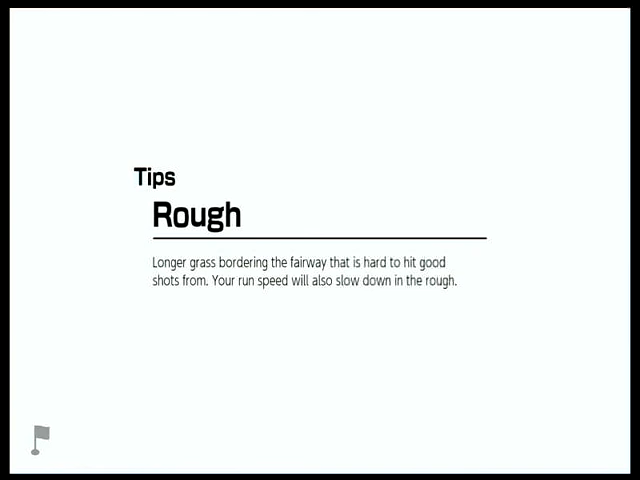 Tips
Rough
Longer grass bordering the fairway that is hard to hit good
shots from. Your run speed will also slow down in the rough.